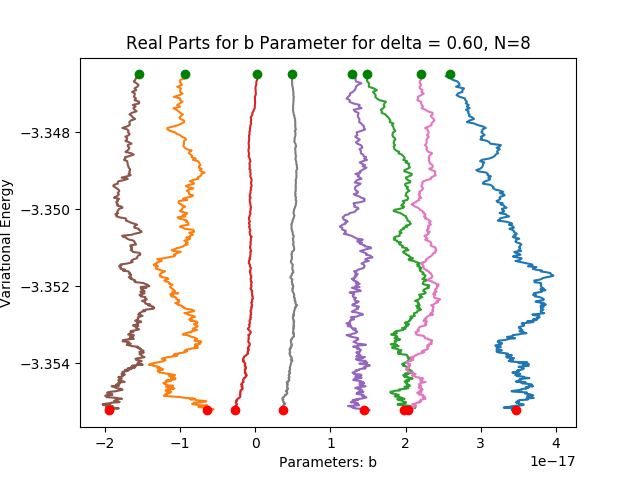 Real Parts for b Parameter for delta = 0.60, N=8
Variational Energy
−3.348
−3.350
−3.352
−3.354
−2
−1
0
1
2
3
4
1e−17
Parameters: b